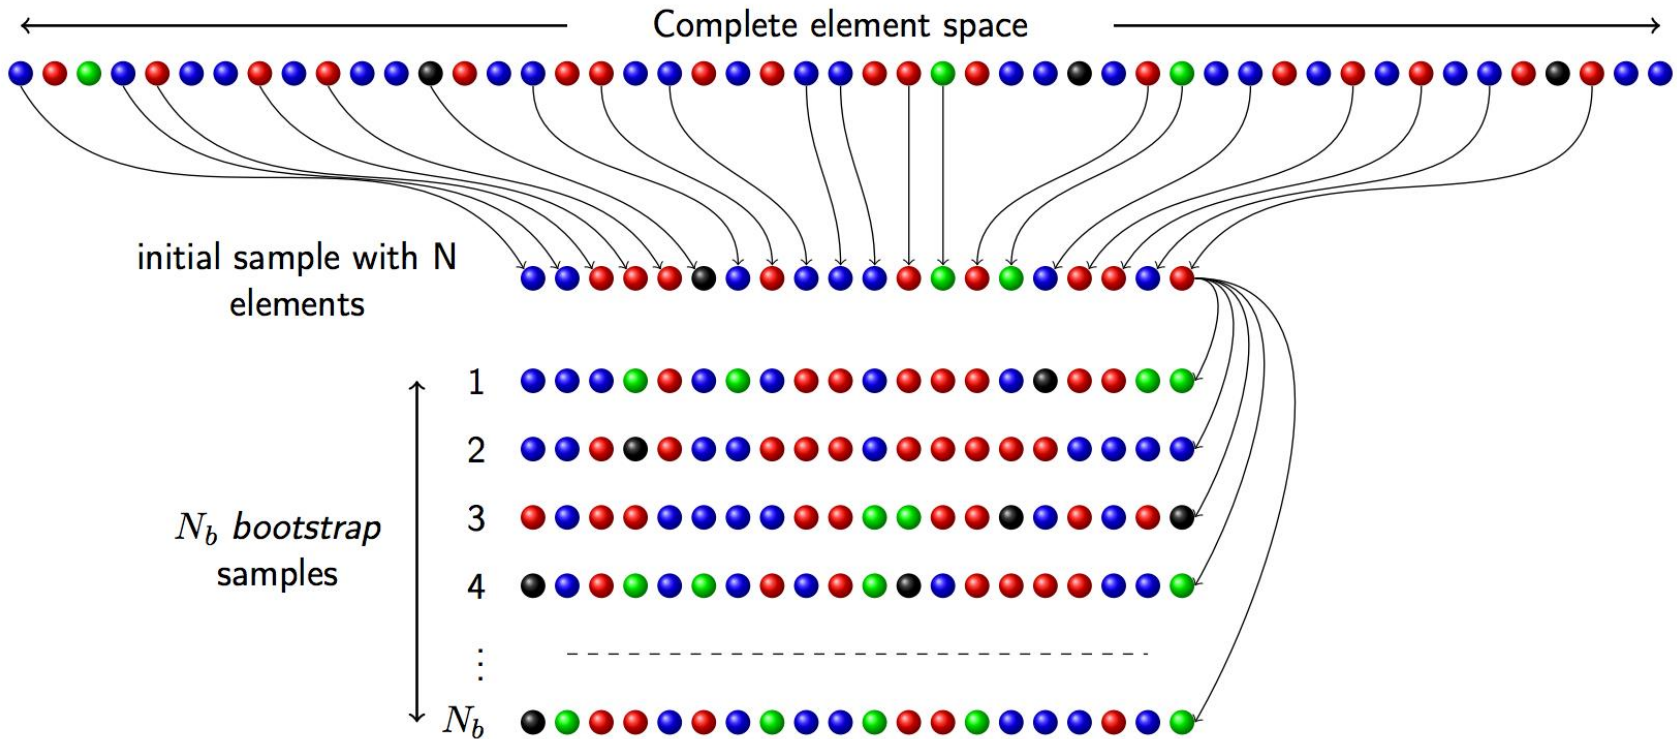 Complete element space
initial sample with N
elements
1
2
3
4
⋮
N_b
N_b bootstrap
samples